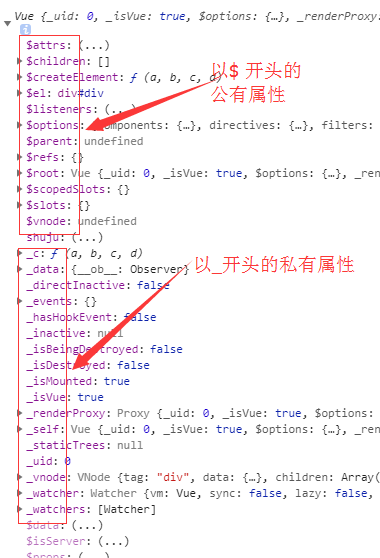 Vue {_uid: 0, _isVue: true, $options: {…}, _renderProxy:
i
$attrs: (...)
$children: []
$createElement: ƒ (a, b, c, d)
以$ 开头的
公有属性
$el: div#div
$listeners: (...)
$options: {components: {…}, directives: {…}, filters:
$parent: undefined
$refs: {}
$root: Vue {_uid: 0, _isVue: true, $options: {…}, _ren
$scopedSlots: {}
$slots: {}
$vnode: undefined
shuju: (...)
_c: ƒ (a, b, c, d)
_data: {__ob__: Observer}
以_开头的私有属性
_directInactive: false
_events: {}
_hasHookEvent: false
_inactive: null
_isBeingDestroyed: false
_isDestroyed: false
_isMounted: true
_isVue: true
_renderProxy: Proxy {_uid: 0, _isVue: true, $options:
_self: Vue {_uid: 0, _isVue: true, $options: {…}, _ren
_staticTrees: null
_uid: 0
_vnode: VNode {tag: "div", data: {…}, children: Array(
_watcher: Watcher {vm: Vue, sync: false, lazy: false,
_watchers: [Watcher]
$data: (...)
$isServer: (...)
$props: (...)